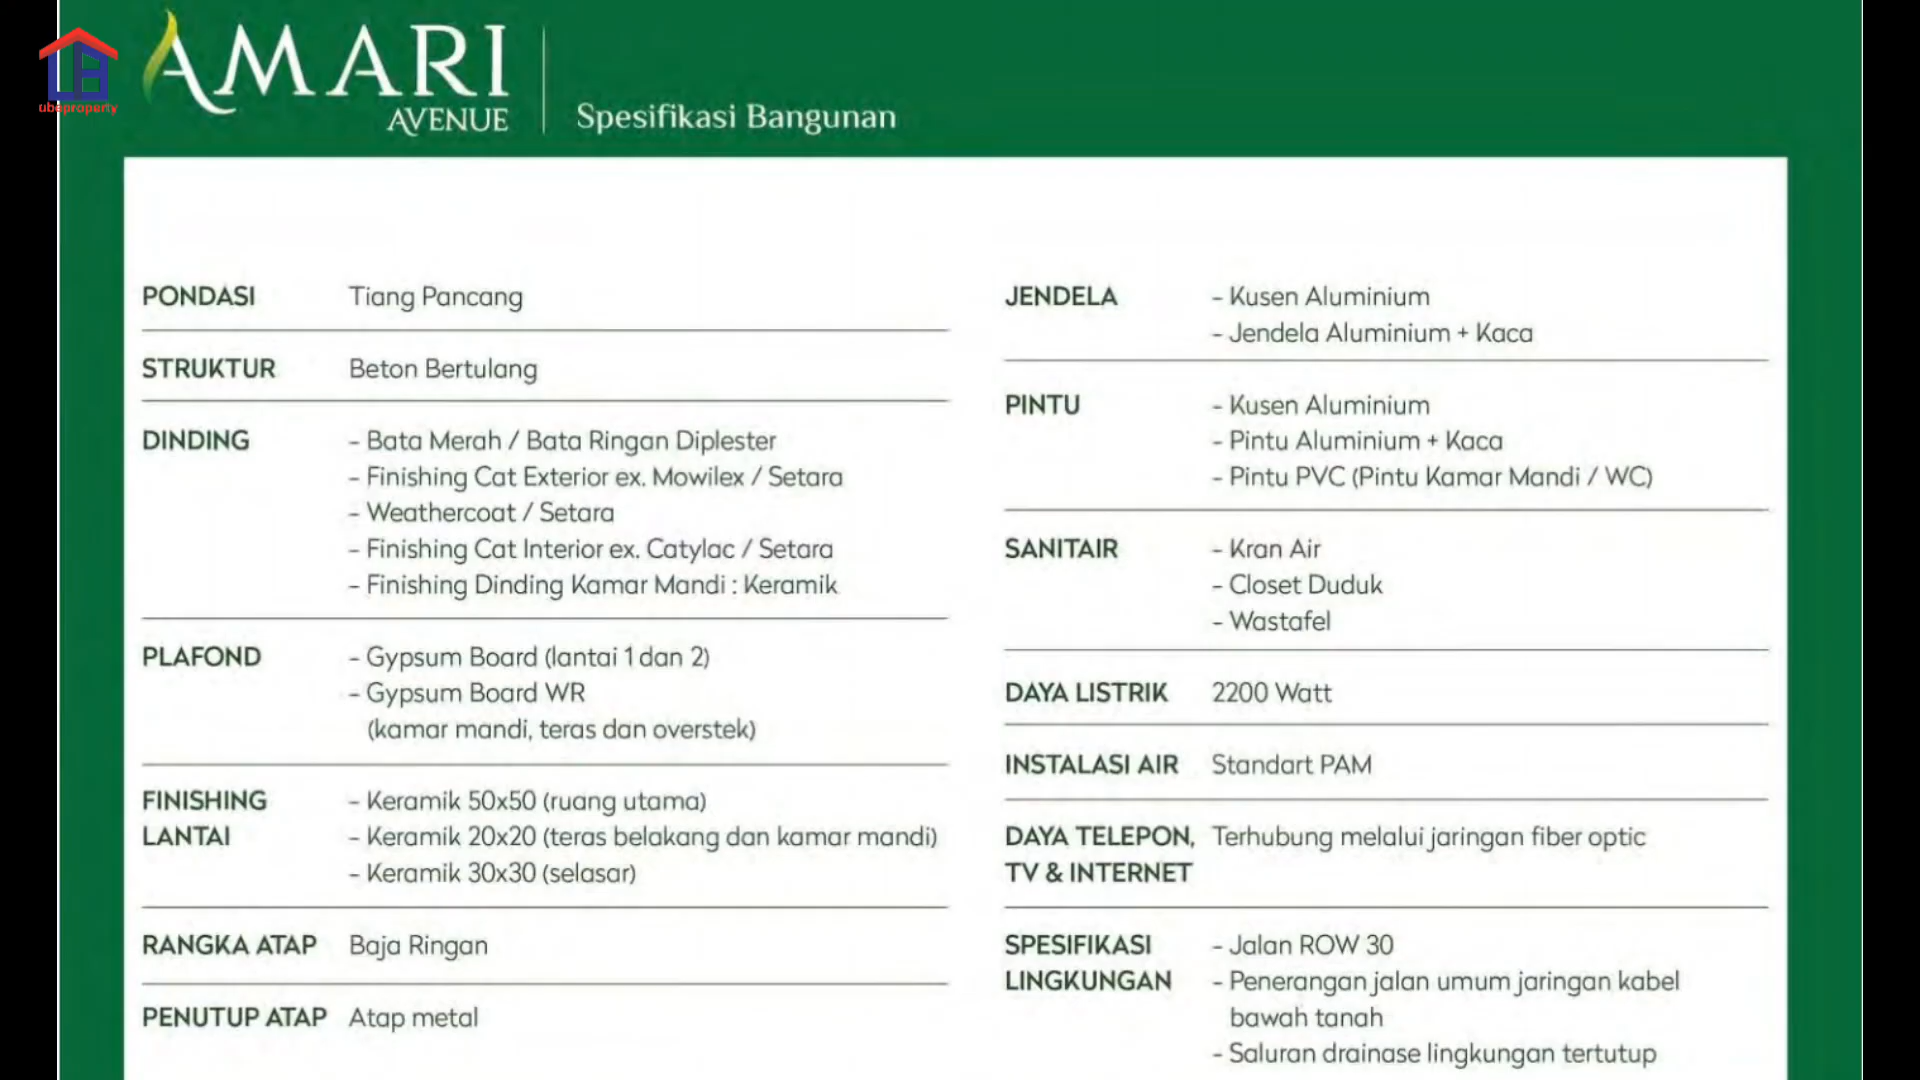 AMARI
AVENUE
Spesifikasi Bangunan
ubeproperty
PONDASI Tiang Pancang
STRUKTUR Beton Bertulang
DINDING - Bata Merah / Bata Ringan Diplester
- Finishing Cat Exterior ex. Mowilex / Setara
- Weathercoat / Setara
- Finishing Cat Interior ex. Catylac / Setara
- Finishing Dinding Kamar Mandi : Keramik
PLAFOND - Gypsum Board (lantai 1 dan 2)
- Gypsum Board WR
(kamar mandi, teras dan overstek)
FINISHING - Keramik 50x50 (ruang utama)
LANTAI - Keramik 20x20 (teras belakang dan kamar mandi)
- Keramik 30x30 (selasar)
RANGKA ATAP Baja Ringan
PENUTUP ATAP Atap metal
JENDELA - Kusen Aluminium
- Jendela Aluminium + Kaca
PINTU - Kusen Aluminium
- Pintu Aluminium + Kaca
- Pintu PVC (Pintu Kamar Mandi / WC)
SANITAIR - Kran Air
- Closet Duduk
- Wastafel
DAYA LISTRIK 2200 Watt
INSTALASI AIR Standart PAM
DAYA TELEPON, Terhubung melalui jaringan fiber optic
TV & INTERNET
SPESIFIKASI - Jalan ROW 30
LINGKUNGAN - Penerangan jalan umum jaringan kabel
bawah tanah
- Saluran drainase lingkungan tertutup